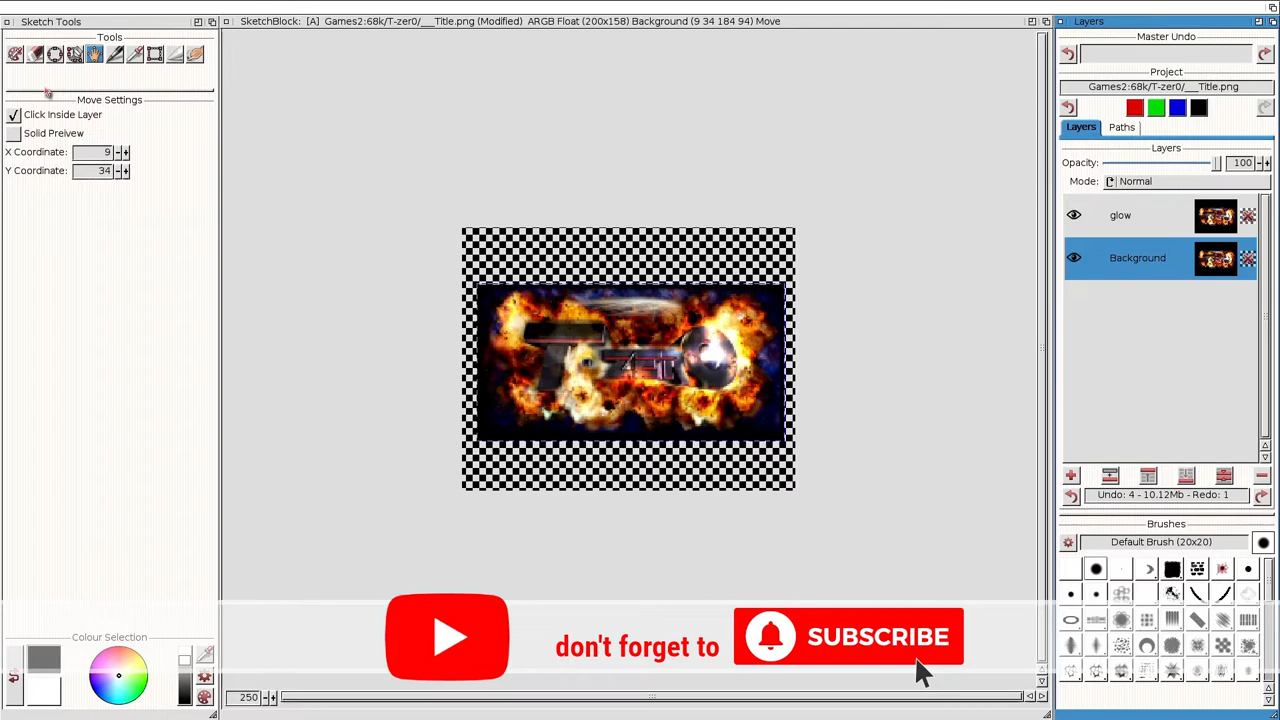 Sketch Tools
SketchBlock: [A] Games2:68k/T-zer0/___Title.png (Modified) ARGB Float (200x158) Background (9 34 184 94) Move
Layers
Tools
Master Undo
Project
Games2:68k/T-zer0/___Title.png
Move Settings
Click Inside Layer
Solid Preivew
X Coordinate: 9
Y Coordinate: 34
Layers Paths
Layers
Opacity: 100
Mode: Normal
glow
Background
Undo: 4 - 10.12Mb - Redo: 1
Brushes
Default Brush (20x20)
don't forget to
SUBSCRIBE
Colour Selection
250